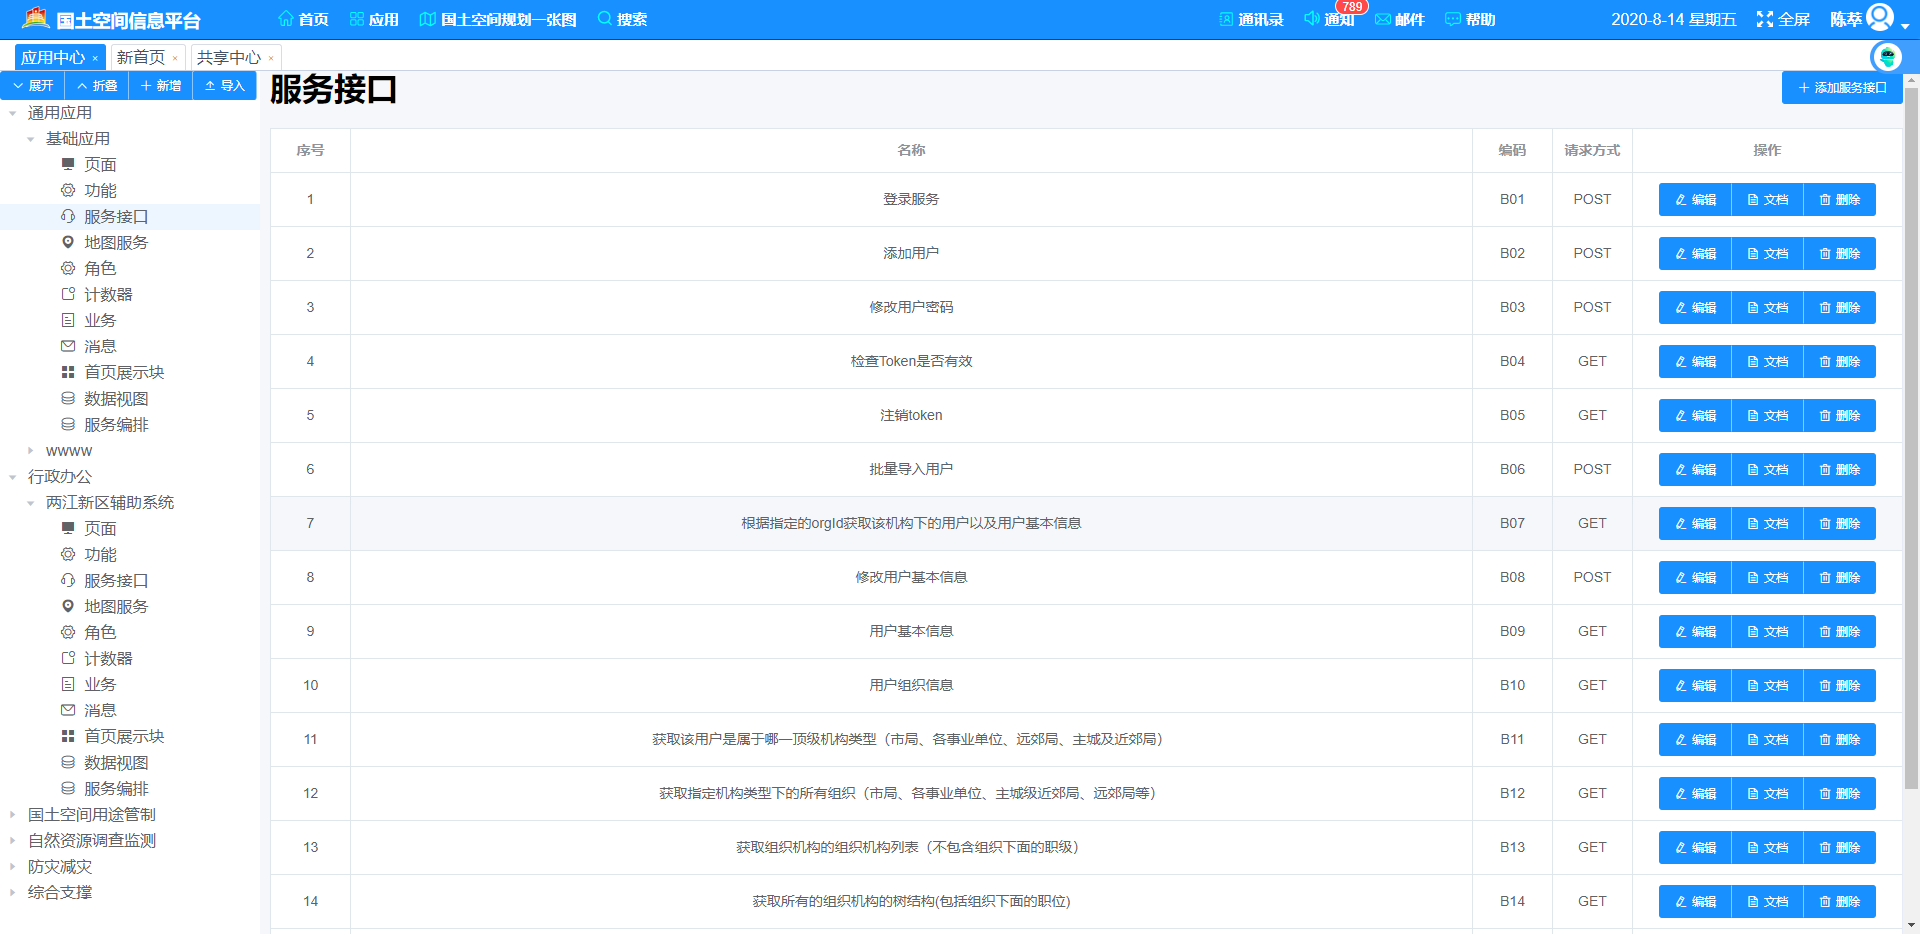 国土空间信息平台 首页 应用 国土空间规划一张图 搜索 通讯录 通知 789 邮件 帮助 2020-8-14 星期五 全屏 陈萃
应用中心 × 新首页 × 共享中心 ×
展开 折叠 新增 导入
通用应用
基础应用
页面
功能
服务接口
地图服务
角色
计数器
业务
消息
首页展示块
数据视图
服务编排
wwww
行政办公
两江新区辅助系统
页面
功能
服务接口
地图服务
角色
计数器
业务
消息
首页展示块
数据视图
服务编排
国土空间用途管制
自然资源调查监测
防灾减灾
综合支撑
服务接口 添加服务接口
序号 名称 编码 请求方式 操作
1 登录服务 B01 POST 编辑 文档 删除
2 添加用户 B02 POST 编辑 文档 删除
3 修改用户密码 B03 POST 编辑 文档 删除
4 检查Token是否有效 B04 GET 编辑 文档 删除
5 注销token B05 GET 编辑 文档 删除
6 批量导入用户 B06 POST 编辑 文档 删除
7 根据指定的orgId获取该机构下的用户以及用户基本信息 B07 GET 编辑 文档 删除
8 修改用户基本信息 B08 POST 编辑 文档 删除
9 用户基本信息 B09 GET 编辑 文档 删除
10 用户组织信息 B10 GET 编辑 文档 删除
11 获取该用户是属于哪一顶级机构类型（市局、各事业单位、远郊局、主城及近郊局） B11 GET 编辑 文档 删除
12 获取指定机构类型下的所有组织（市局、各事业单位、主城级近郊局、远郊局等） B12 GET 编辑 文档 删除
13 获取组织机构的组织机构列表（不包含组织下面的职级） B13 GET 编辑 文档 删除
14 获取所有的组织机构的树结构(包括组织下面的职位) B14 GET 编辑 文档 删除